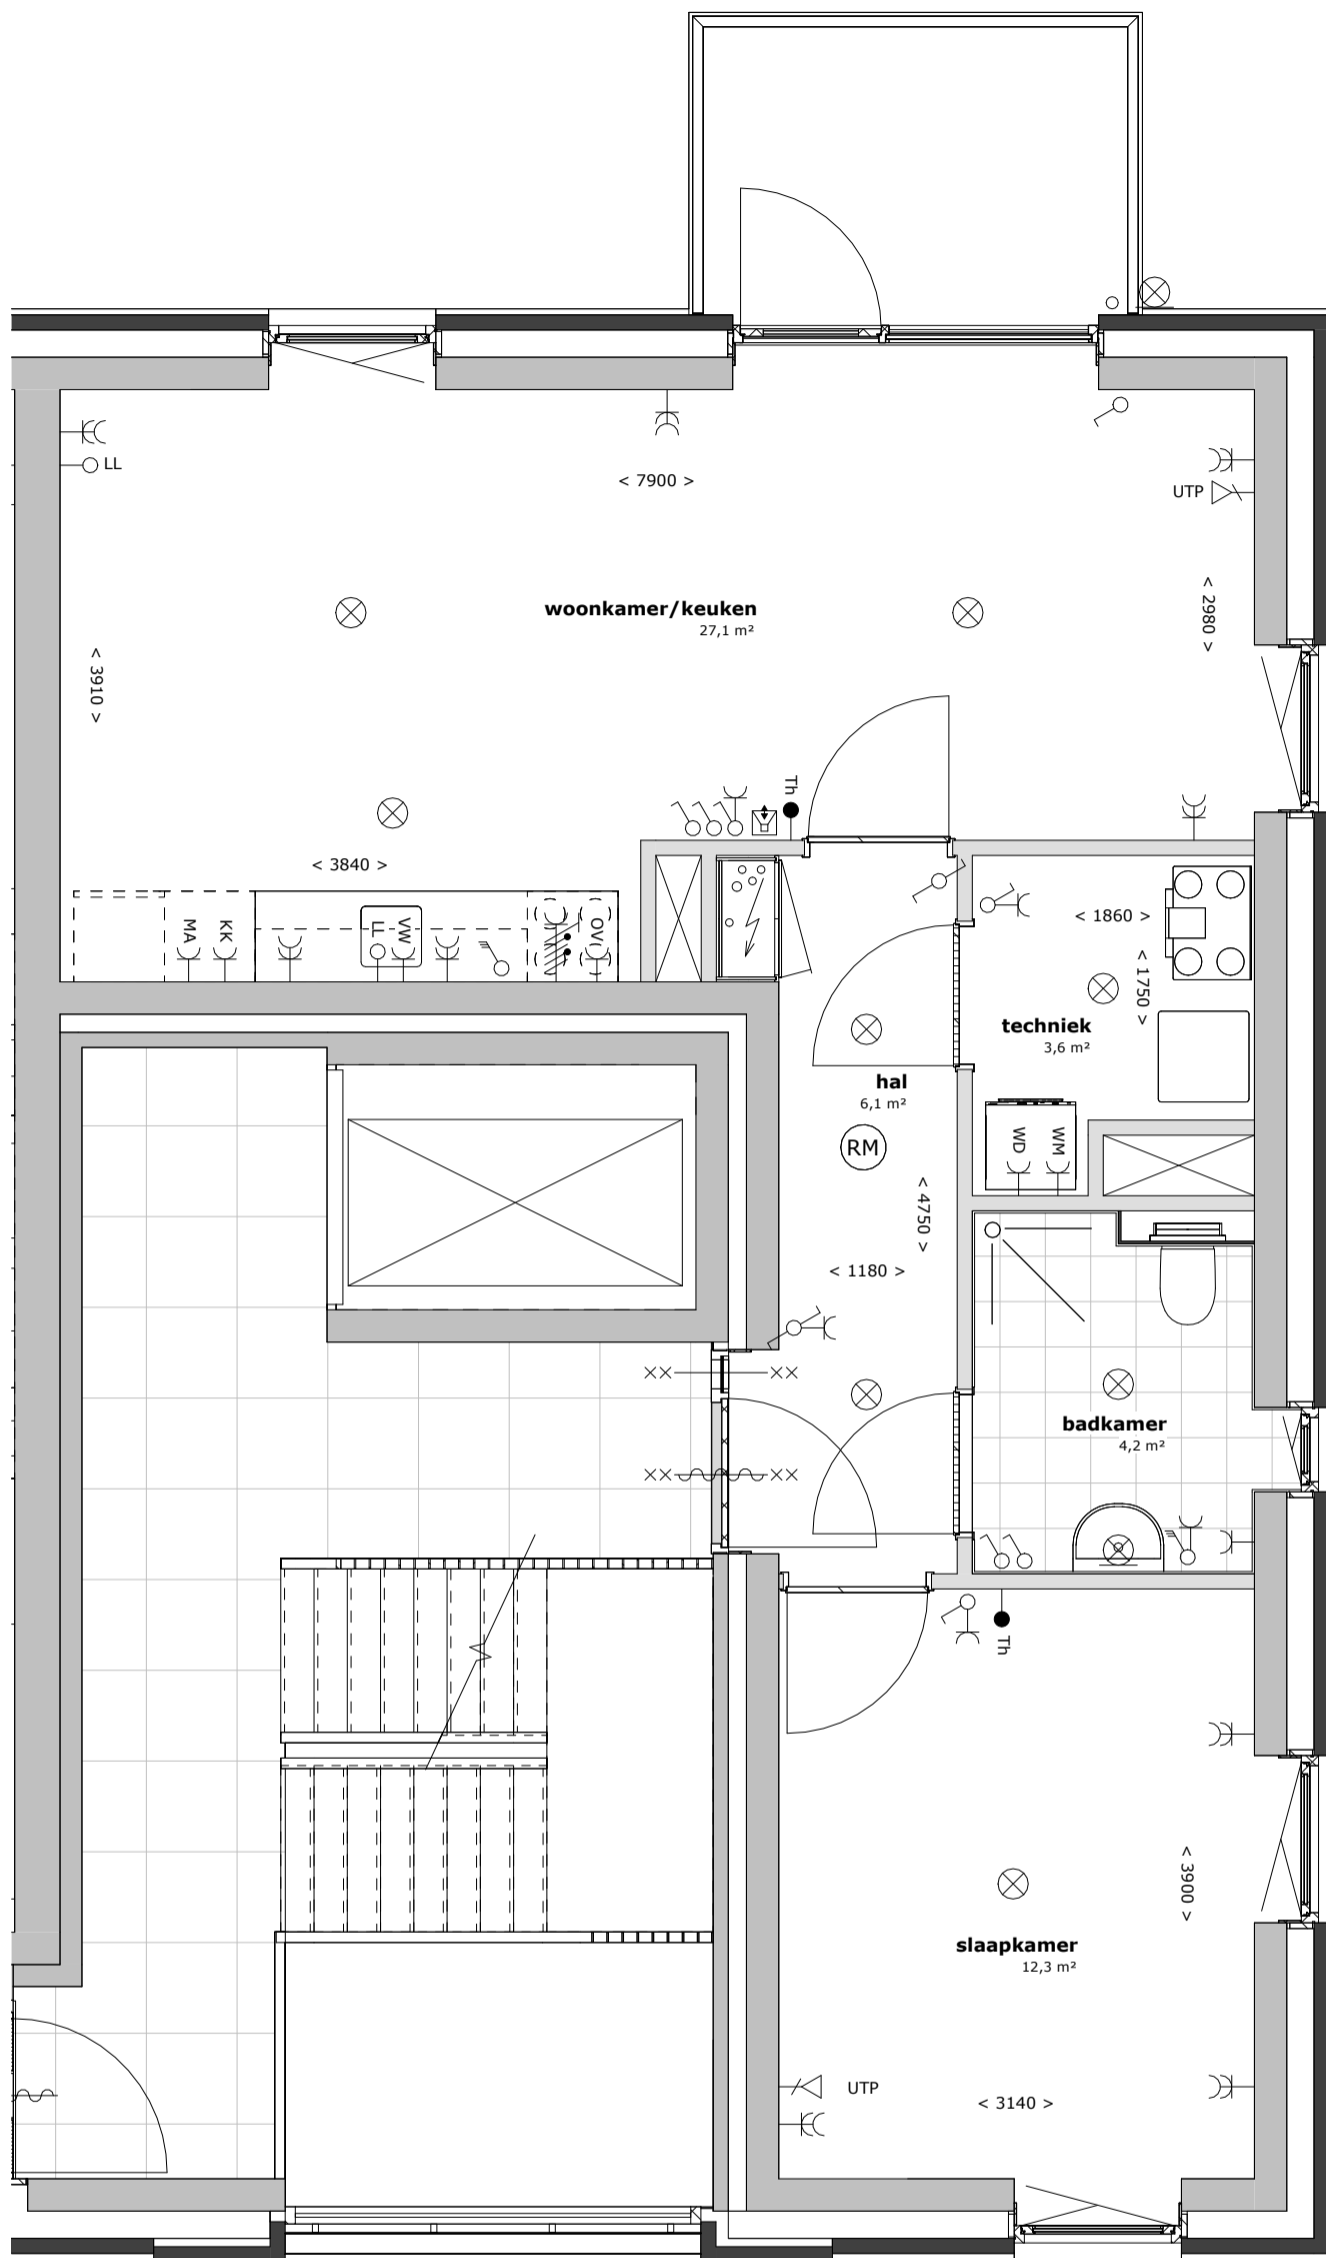 LL
< 7900 >
UTP
woonkamer/keuken
27,1 m²
< 2980 >
< 3910 >
Th
< 3840 >
MA
KK
LL
VW
OV
< 1860 >
< 1750 >
techniek
3,6 m²
hal
6,1 m²
RM
WD
WM
< 4750 >
< 1180 >
××
××
badkamer
4,2 m²
××
××
Th
< 3900 >
slaapkamer
12,3 m²
UTP
< 3140 >